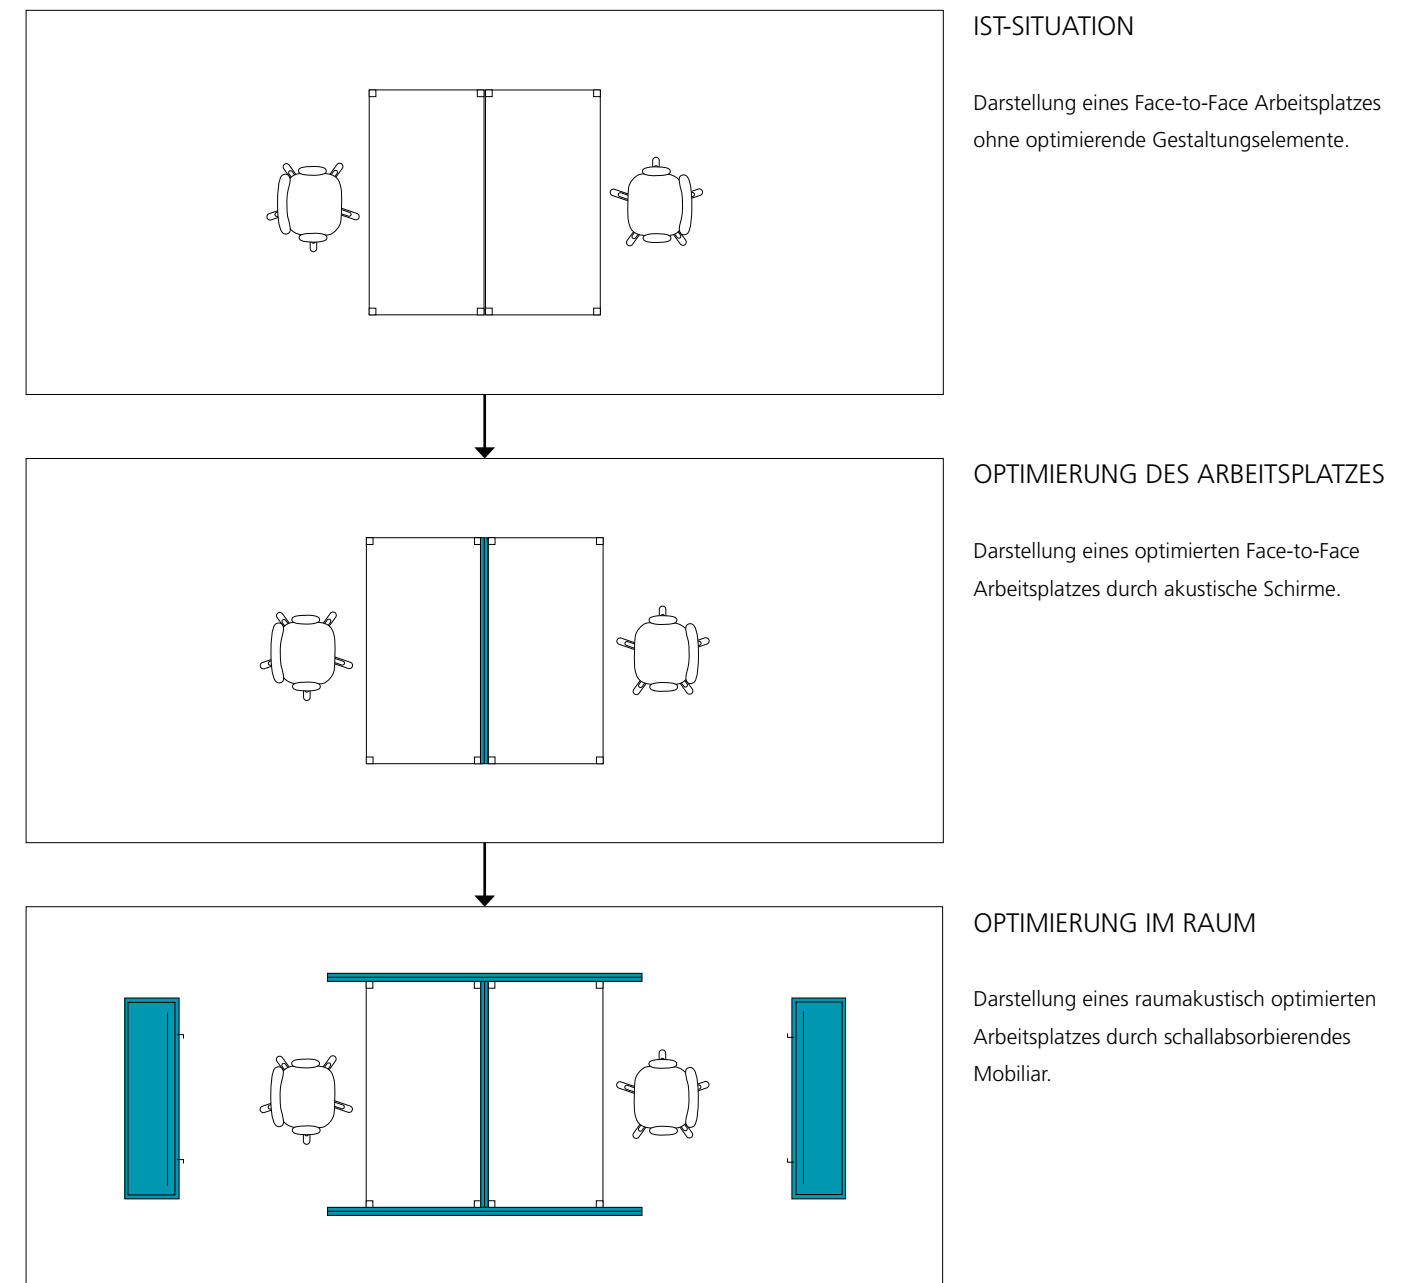 IST-SITUATION
Darstellung eines Face-to-Face Arbeitsplatzes
ohne optimierende Gestaltungselemente.
OPTIMIERUNG DES ARBEITSPLATZES
Darstellung eines optimierten Face-to-Face
Arbeitsplatzes durch akustische Schirme.
OPTIMIERUNG IM RAUM
Darstellung eines raumakustisch optimierten
Arbeitsplatzes durch schallabsorbierendes
Mobiliar.